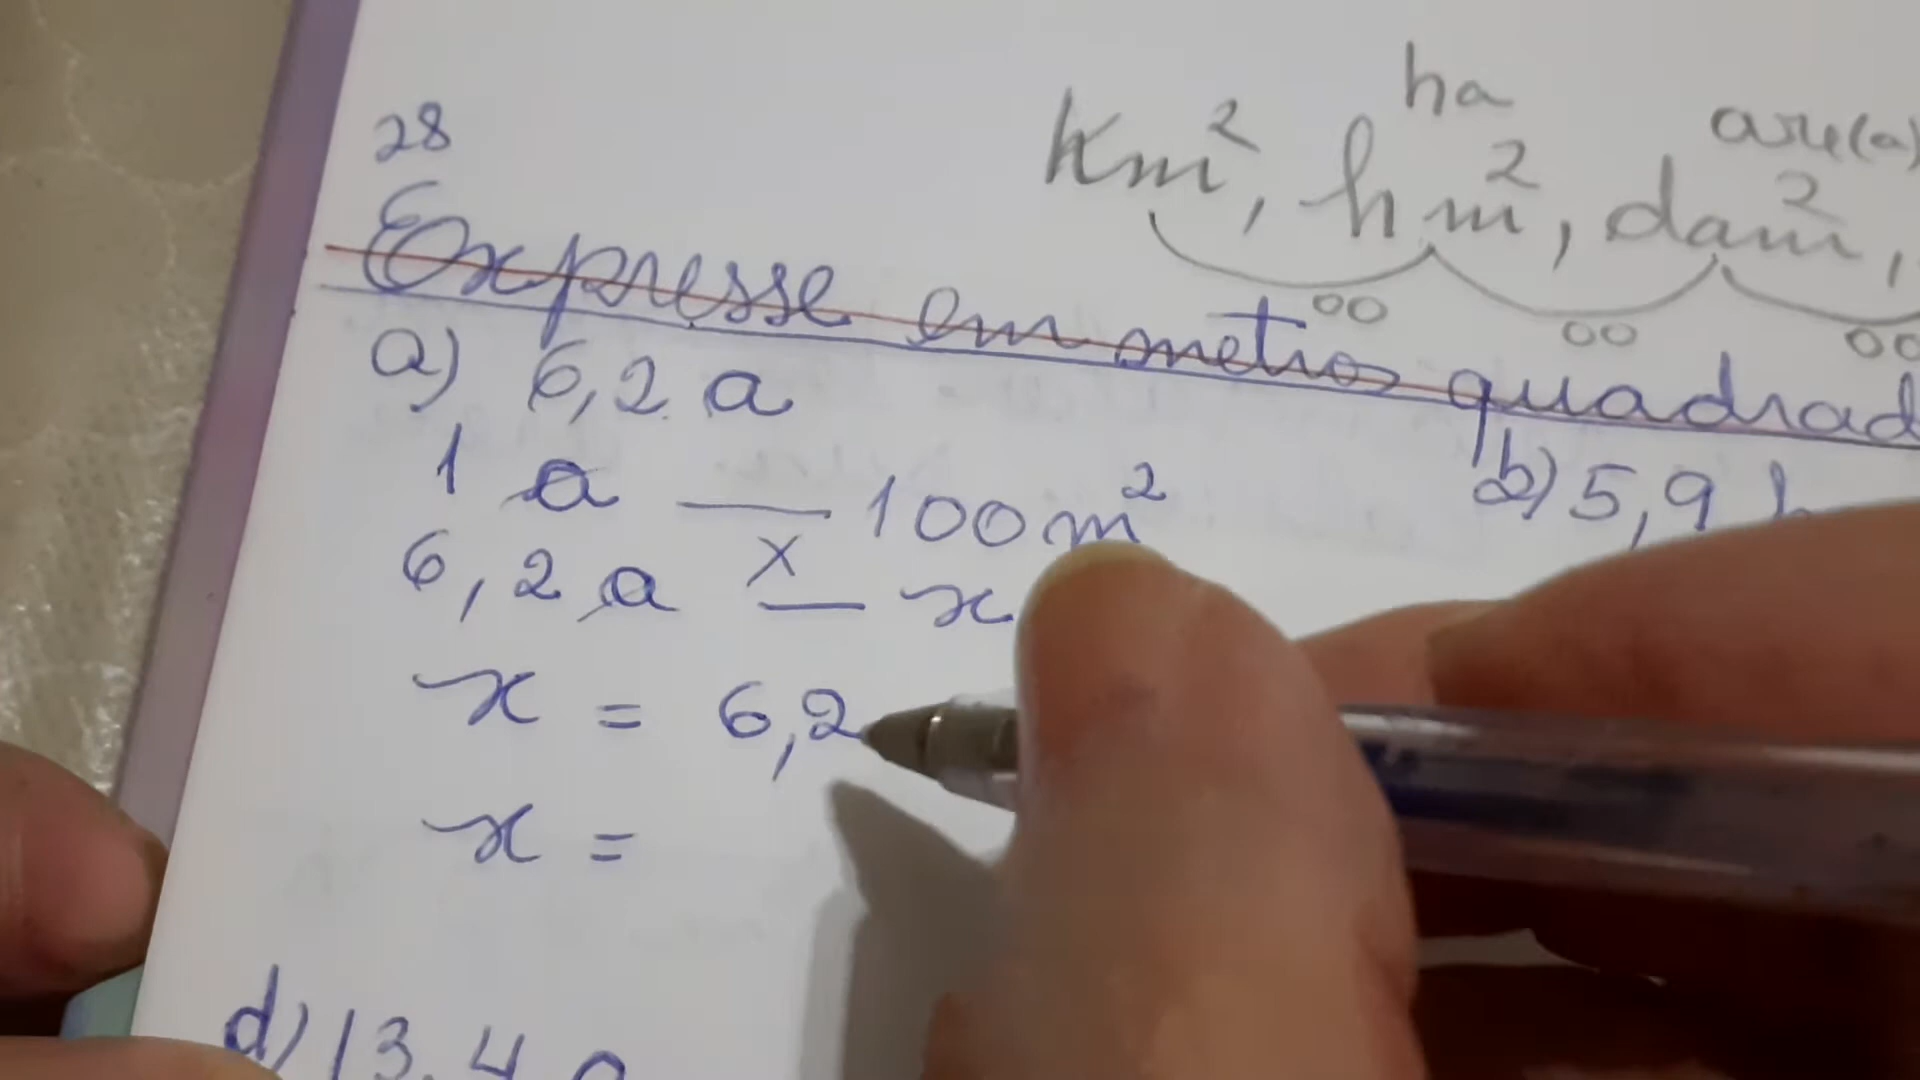 28
ha are(a)
Km², hm², dam²,
00 00 00
Expresse em metros quadrad
a) 6,2 a
b) 5,9 h
1 a — 100 m²
x
6,2 a — x
x = 6,2
x =
d) 13,4 a